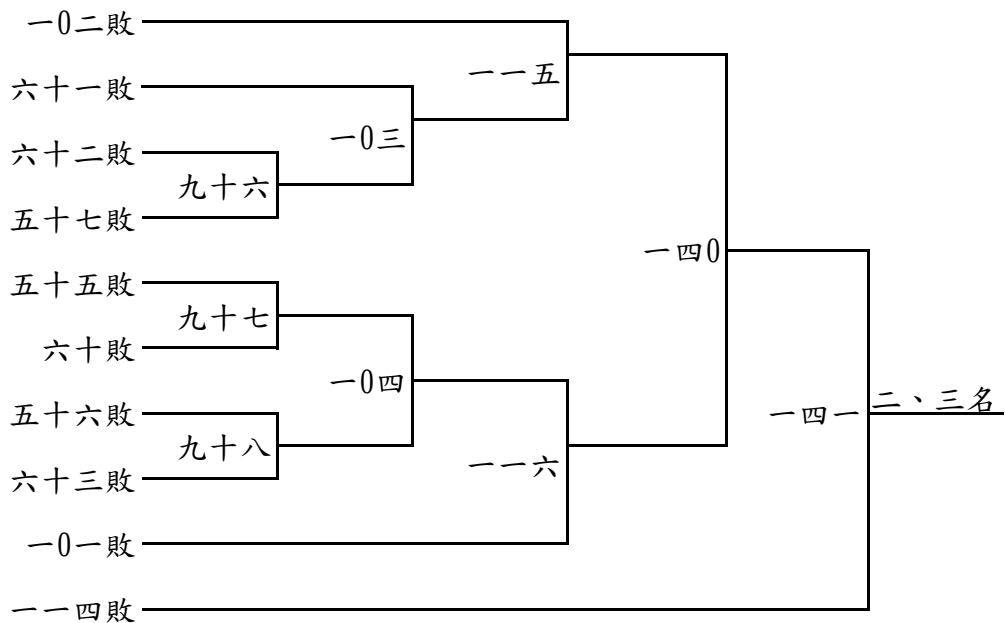 一0二敗
一一五
六十一敗
一0三
六十二敗
九十六
五十七敗
一四0
五十五敗
九十七
六十敗
一0四
二、三名
五十六敗
一四一
九十八
一一六
六十三敗
一0一敗
一一四敗